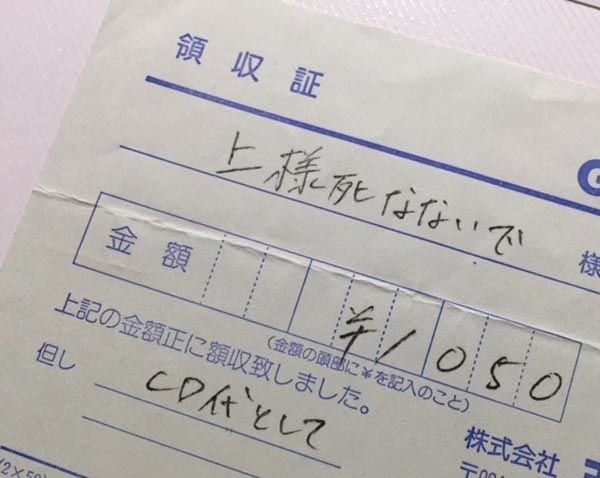 領収証
上様死なないで 様
金額 ¥1050
(金額の頭部に¥を記入のこと)
上記の金額正に領収致しました。
但し CD代として
株式会社